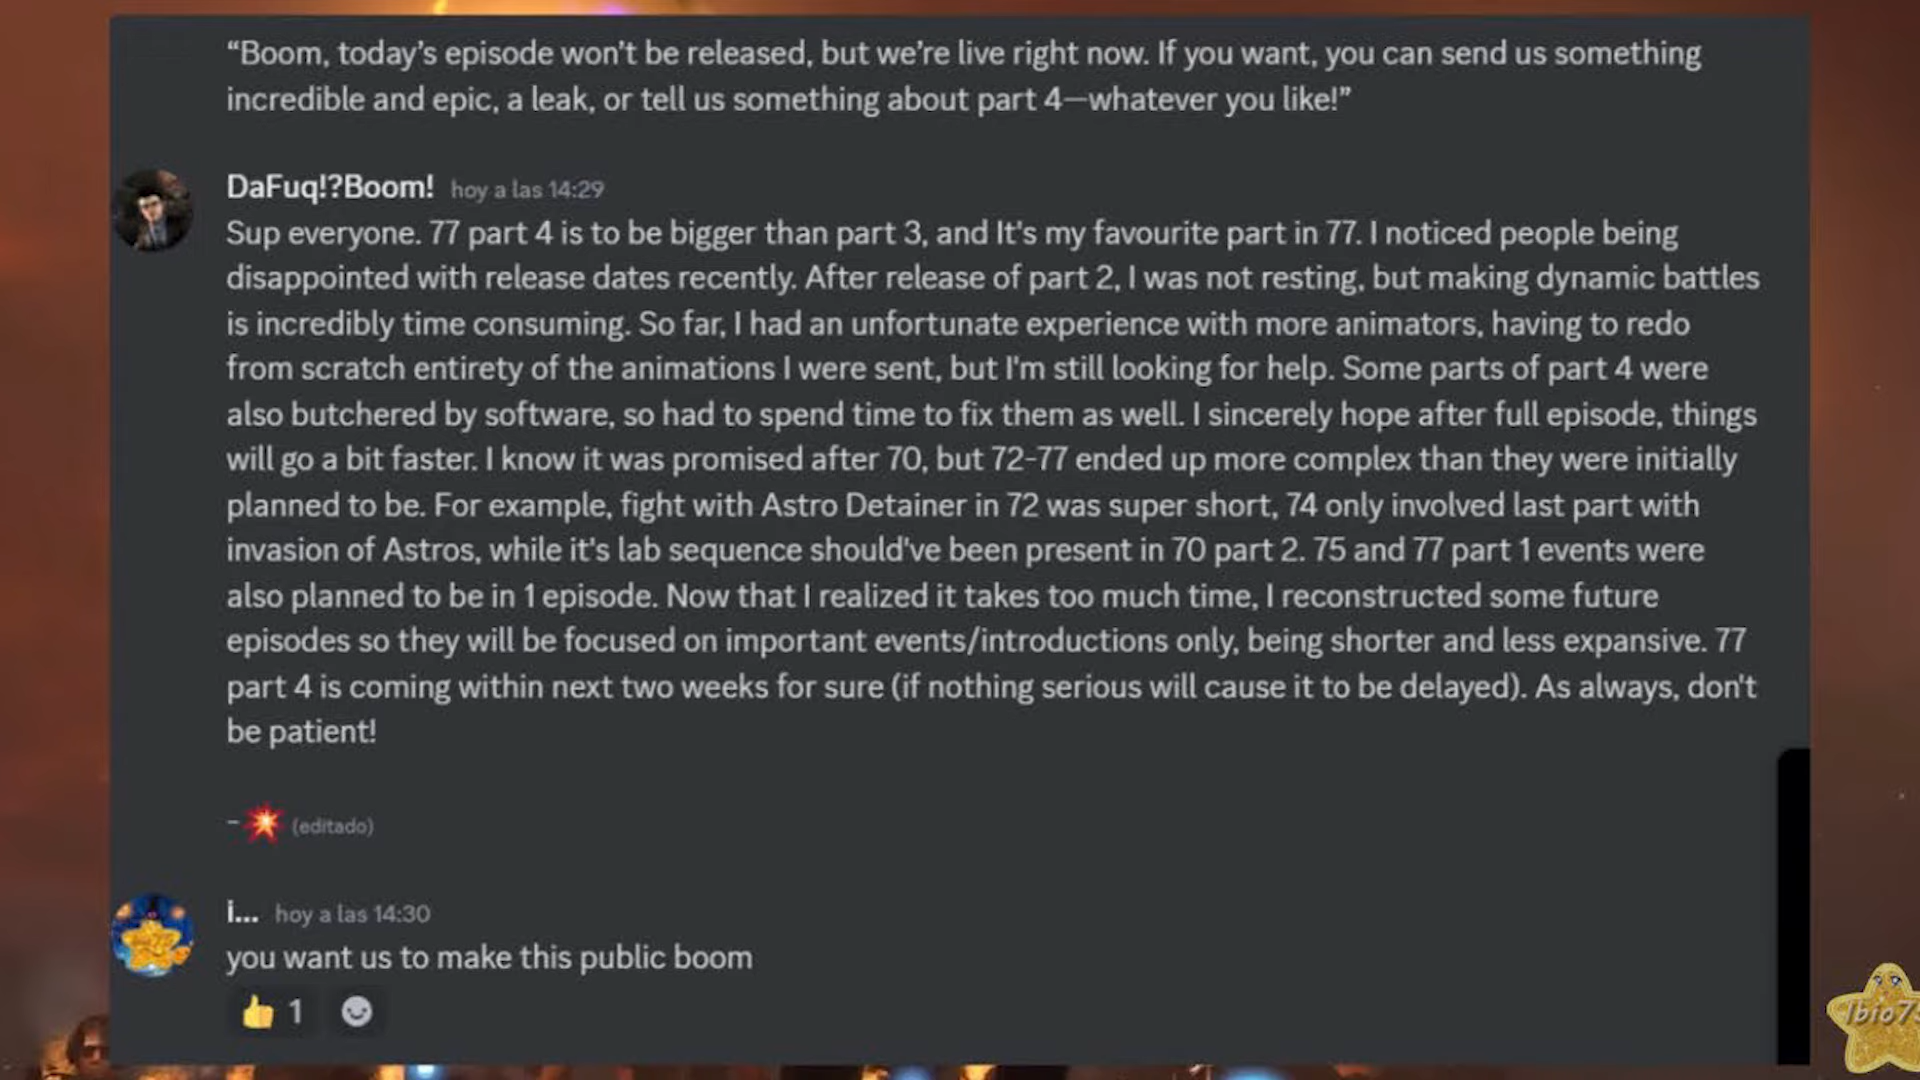 “Boom, today’s episode won’t be released, but we’re live right now. If you want, you can send us something
incredible and epic, a leak, or tell us something about part 4—whatever you like!”
DaFuq!?Boom! hoy a las 14:29
Sup everyone. 77 part 4 is to be bigger than part 3, and It's my favourite part in 77. I noticed people being
disappointed with release dates recently. After release of part 2, I was not resting, but making dynamic battles
is incredibly time consuming. So far, I had an unfortunate experience with more animators, having to redo
from scratch entirety of the animations I were sent, but I'm still looking for help. Some parts of part 4 were
also butchered by software, so had to spend time to fix them as well. I sincerely hope after full episode, things
will go a bit faster. I know it was promised after 70, but 72-77 ended up more complex than they were initially
planned to be. For example, fight with Astro Detainer in 72 was super short, 74 only involved last part with
invasion of Astros, while it's lab sequence should've been present in 70 part 2. 75 and 77 part 1 events were
also planned to be in 1 episode. Now that I realized it takes too much time, I reconstructed some future
episodes so they will be focused on important events/introductions only, being shorter and less expansive. 77
part 4 is coming within next two weeks for sure (if nothing serious will cause it to be delayed). As always, don't
be patient!
-💥 (editado)
i... hoy a las 14:30
you want us to make this public boom
👍 1